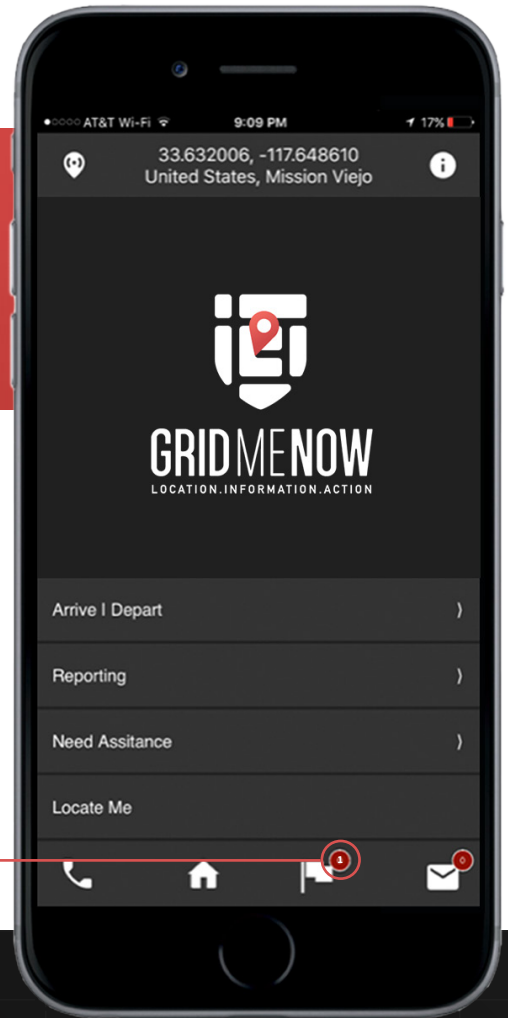 AT&T Wi-Fi 9:09 PM 17%
33.632006, -117.648610
United States, Mission Viejo
GRIDMENOW
LOCATION.INFORMATION.ACTION
Arrive | Depart
Reporting
Need Assitance
Locate Me
1 0